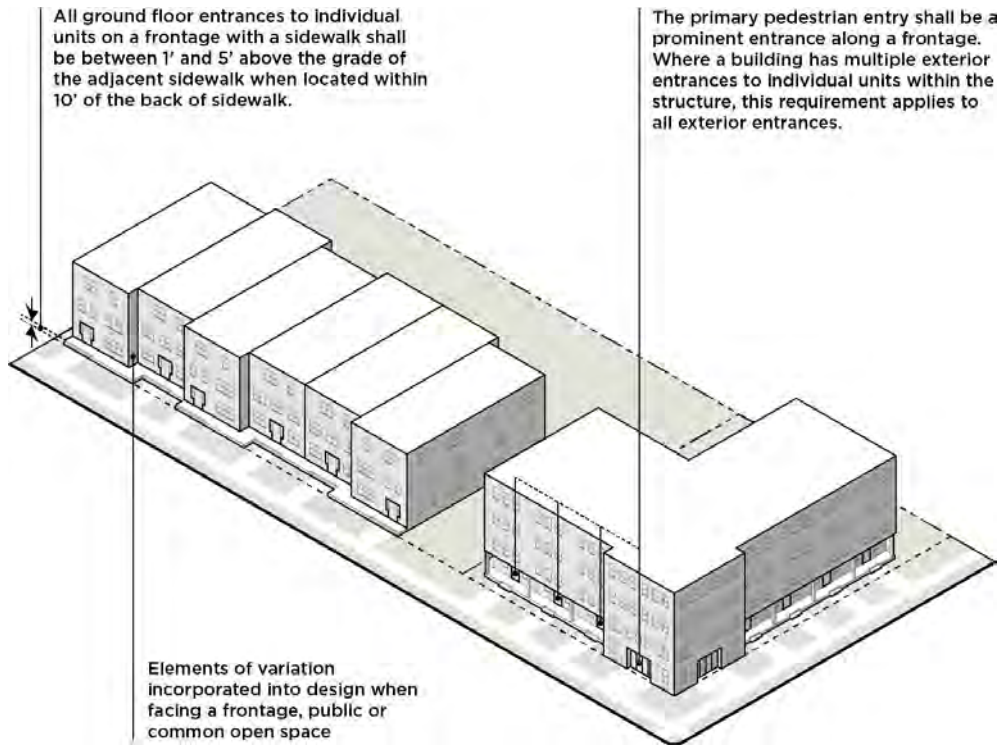 All ground floor entrances to individual
units on a frontage with a sidewalk shall
be between 1' and 5' above the grade of
the adjacent sidewalk when located within
10' of the back of sidewalk.
The primary pedestrian entry shall be a
prominent entrance along a frontage.
Where a building has multiple exterior
entrances to individual units within the
structure, this requirement applies to
all exterior entrances.
Elements of variation
incorporated into design when
facing a frontage, public or
common open space